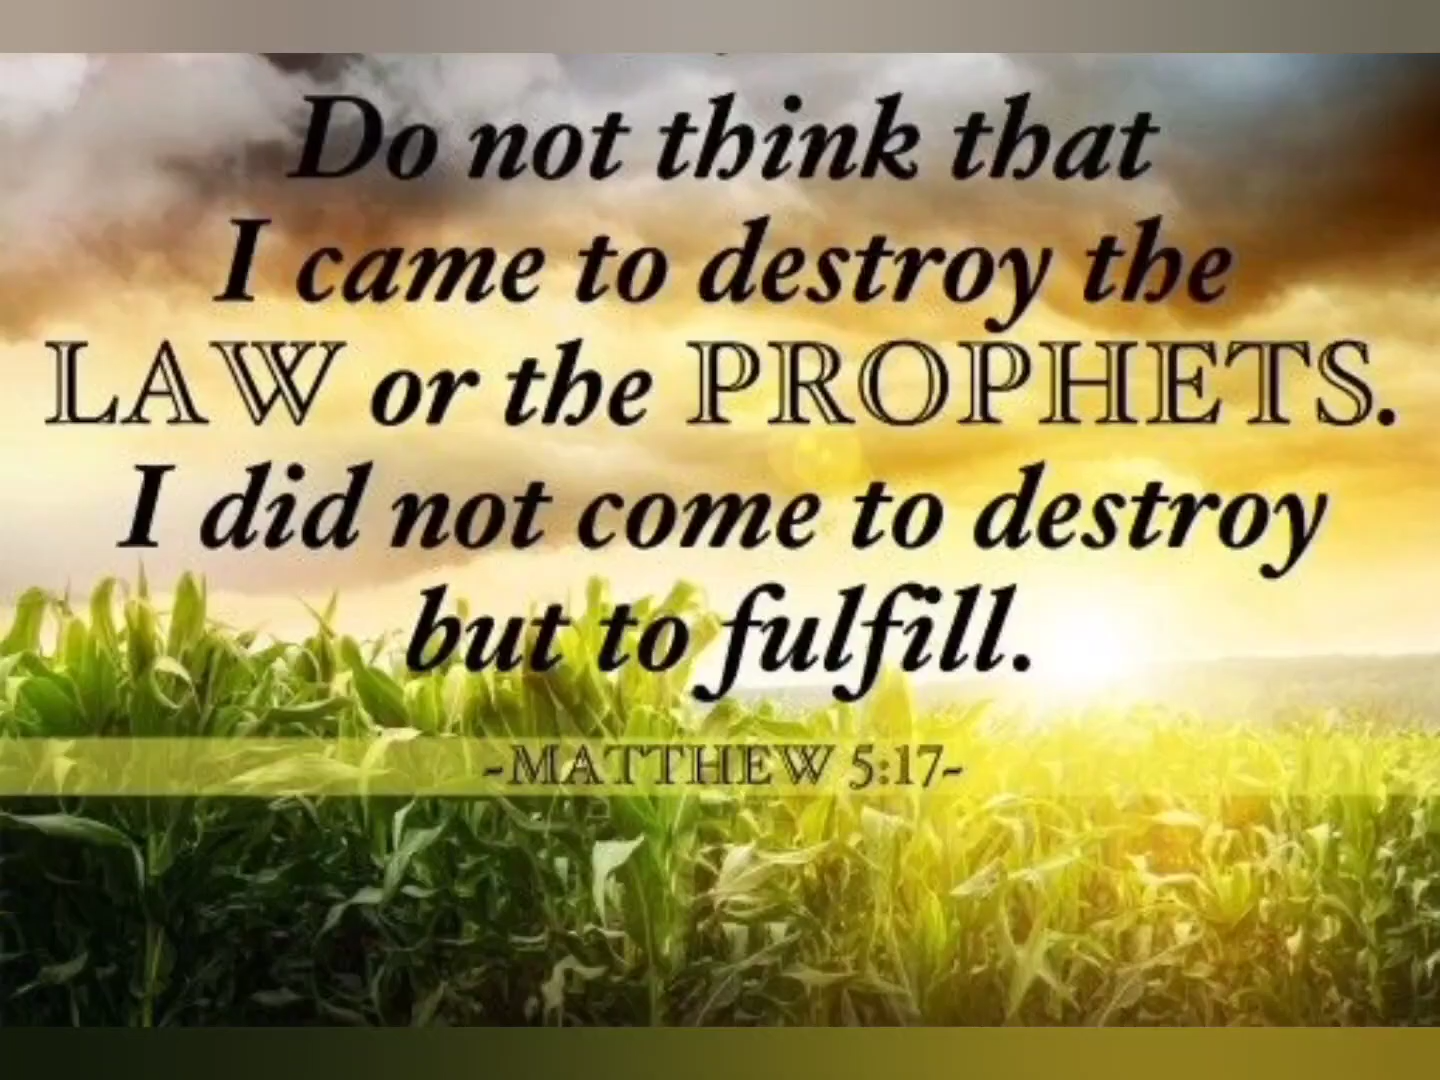 Do not think that
I came to destroy the
LAW or the PROPHETS.
I did not come to destroy
but to fulfill.
~MATTHEW 5:17~